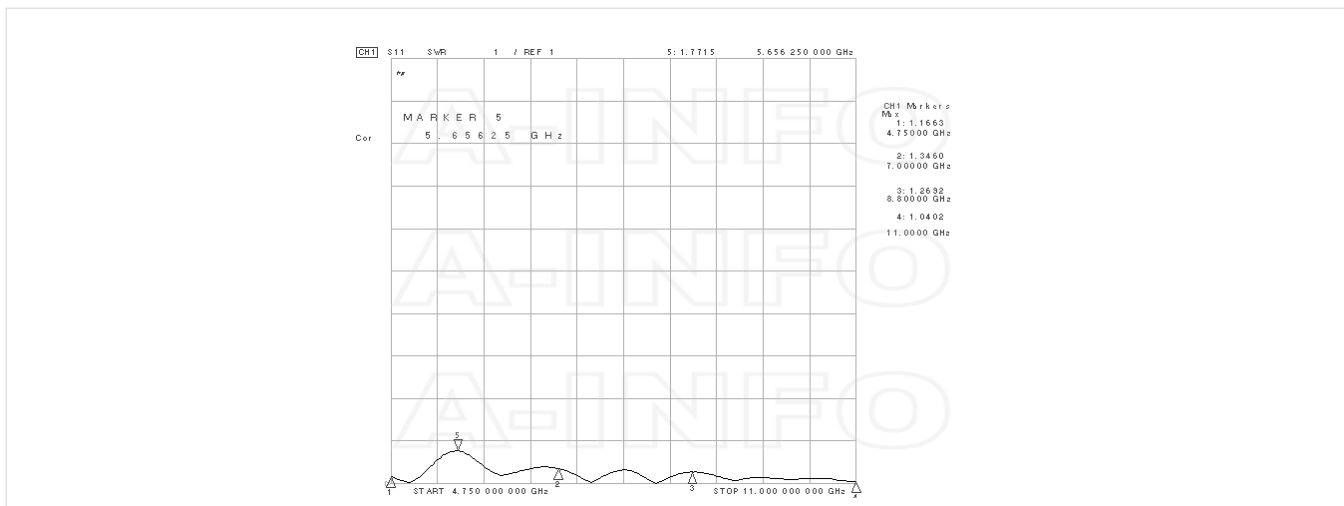 CH1 S11 SWR 1 / REF 1 5: 1.7715 5.656 250 000 GHz
MARKER 5
5.65625 GHz
Cor
CH1 Markers
Max
1: 1.1663
4.75000 GHz
2: 1.3460
7.00000 GHz
3: 1.2692
8.80000 GHz
4: 1.0402
11.0000 GHz
A-INFO
A-INFO
A-INFO
5
1
2
3
4
START 4.750 000 000 GHz
STOP 11.000 000 000 GHz